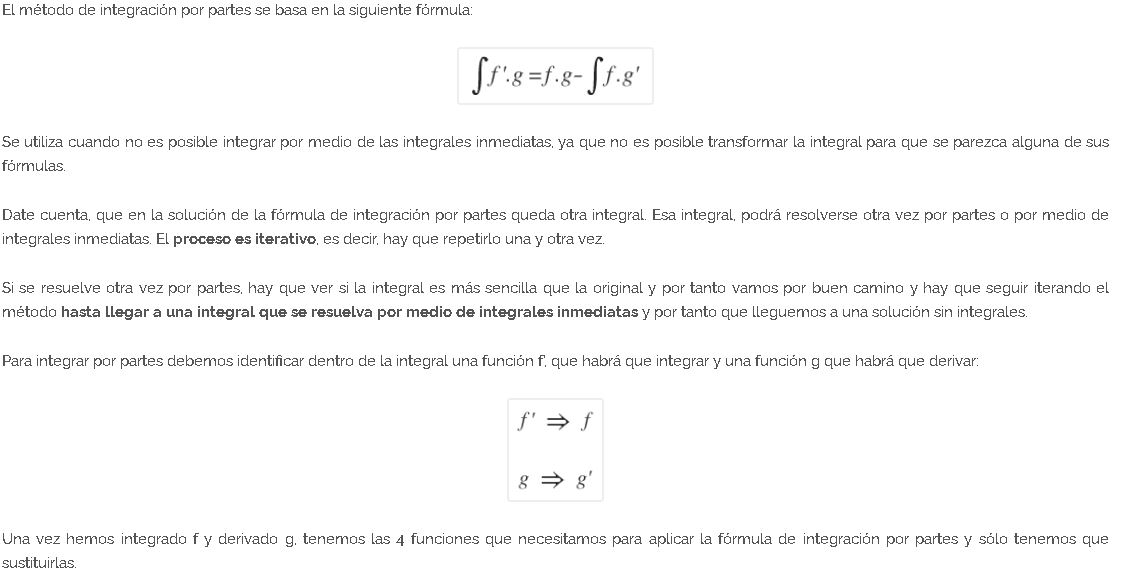 El método de integración por partes se basa en la siguiente fórmula:
∫f'.g=f.g-∫f.g'
Se utiliza cuando no es posible integrar por medio de las integrales inmediatas, ya que no es posible transformar la integral para que se parezca alguna de sus
fórmulas.
Date cuenta, que en la solución de la fórmula de integración por partes queda otra integral. Esa integral, podrá resolverse otra vez por partes o por medio de
integrales inmediatas. El proceso es iterativo, es decir, hay que repetirlo una y otra vez.
Si se resuelve otra vez por partes, hay que ver si la integral es más sencilla que la original y por tanto vamos por buen camino y hay que seguir iterando el
método hasta llegar a una integral que se resuelva por medio de integrales inmediatas y por tanto que lleguemos a una solución sin integrales.
Para integrar por partes debemos identificar dentro de la integral una función f', que habrá que integrar y una función g que habrá que derivar:
f' ⇒ f
g ⇒ g'
Una vez hemos integrado f y derivado g, tenemos las 4 funciones que necesitamos para aplicar la fórmula de integración por partes y sólo tenemos que
sustituirlas.